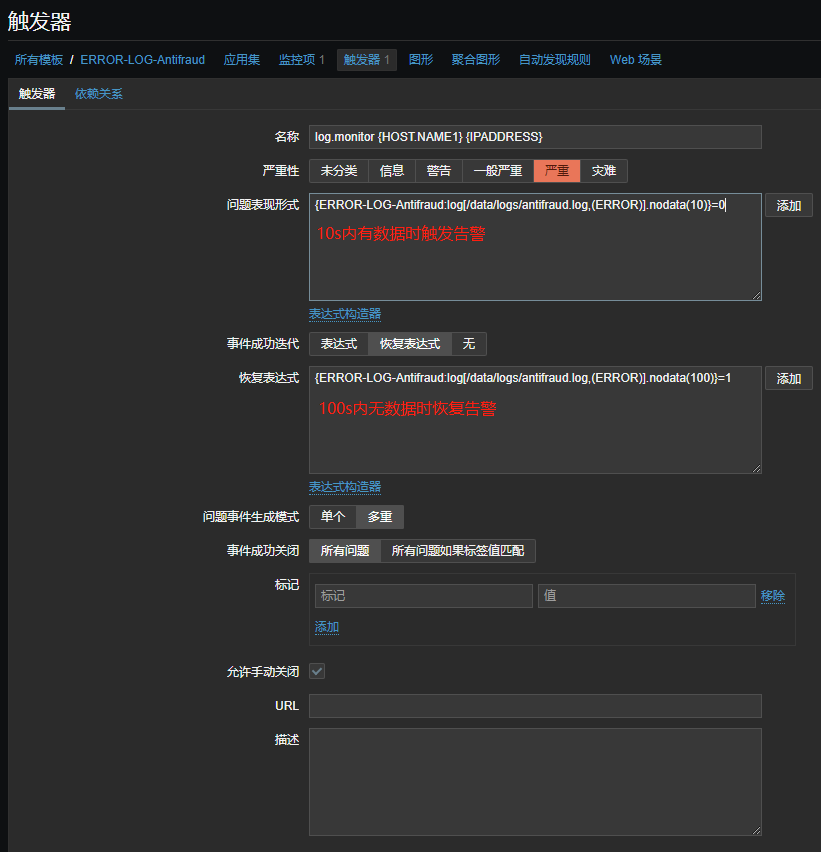 触发器
所有模板 / ERROR-LOG-Antifraud 应用集 监控项 1 触发器 1 图形 聚合图形 自动发现规则 Web 场景
触发器 依赖关系
名称 log.monitor {HOST.NAME1} {IPADDRESS}
严重性 未分类 信息 警告 一般严重 严重 灾难
问题表现形式 {ERROR-LOG-Antifraud:log[/data/logs/antifraud.log,(ERROR)].nodata(10)}=0 添加
10s内有数据时触发告警
表达式构造器
事件成功迭代 表达式 恢复表达式 无
恢复表达式 {ERROR-LOG-Antifraud:log[/data/logs/antifraud.log,(ERROR)].nodata(100)}=1 添加
100s内无数据时恢复告警
表达式构造器
问题事件生成模式 单个 多重
事件成功关闭 所有问题 所有问题如果标签值匹配
标记 标记 值 移除
添加
允许手动关闭
URL
描述